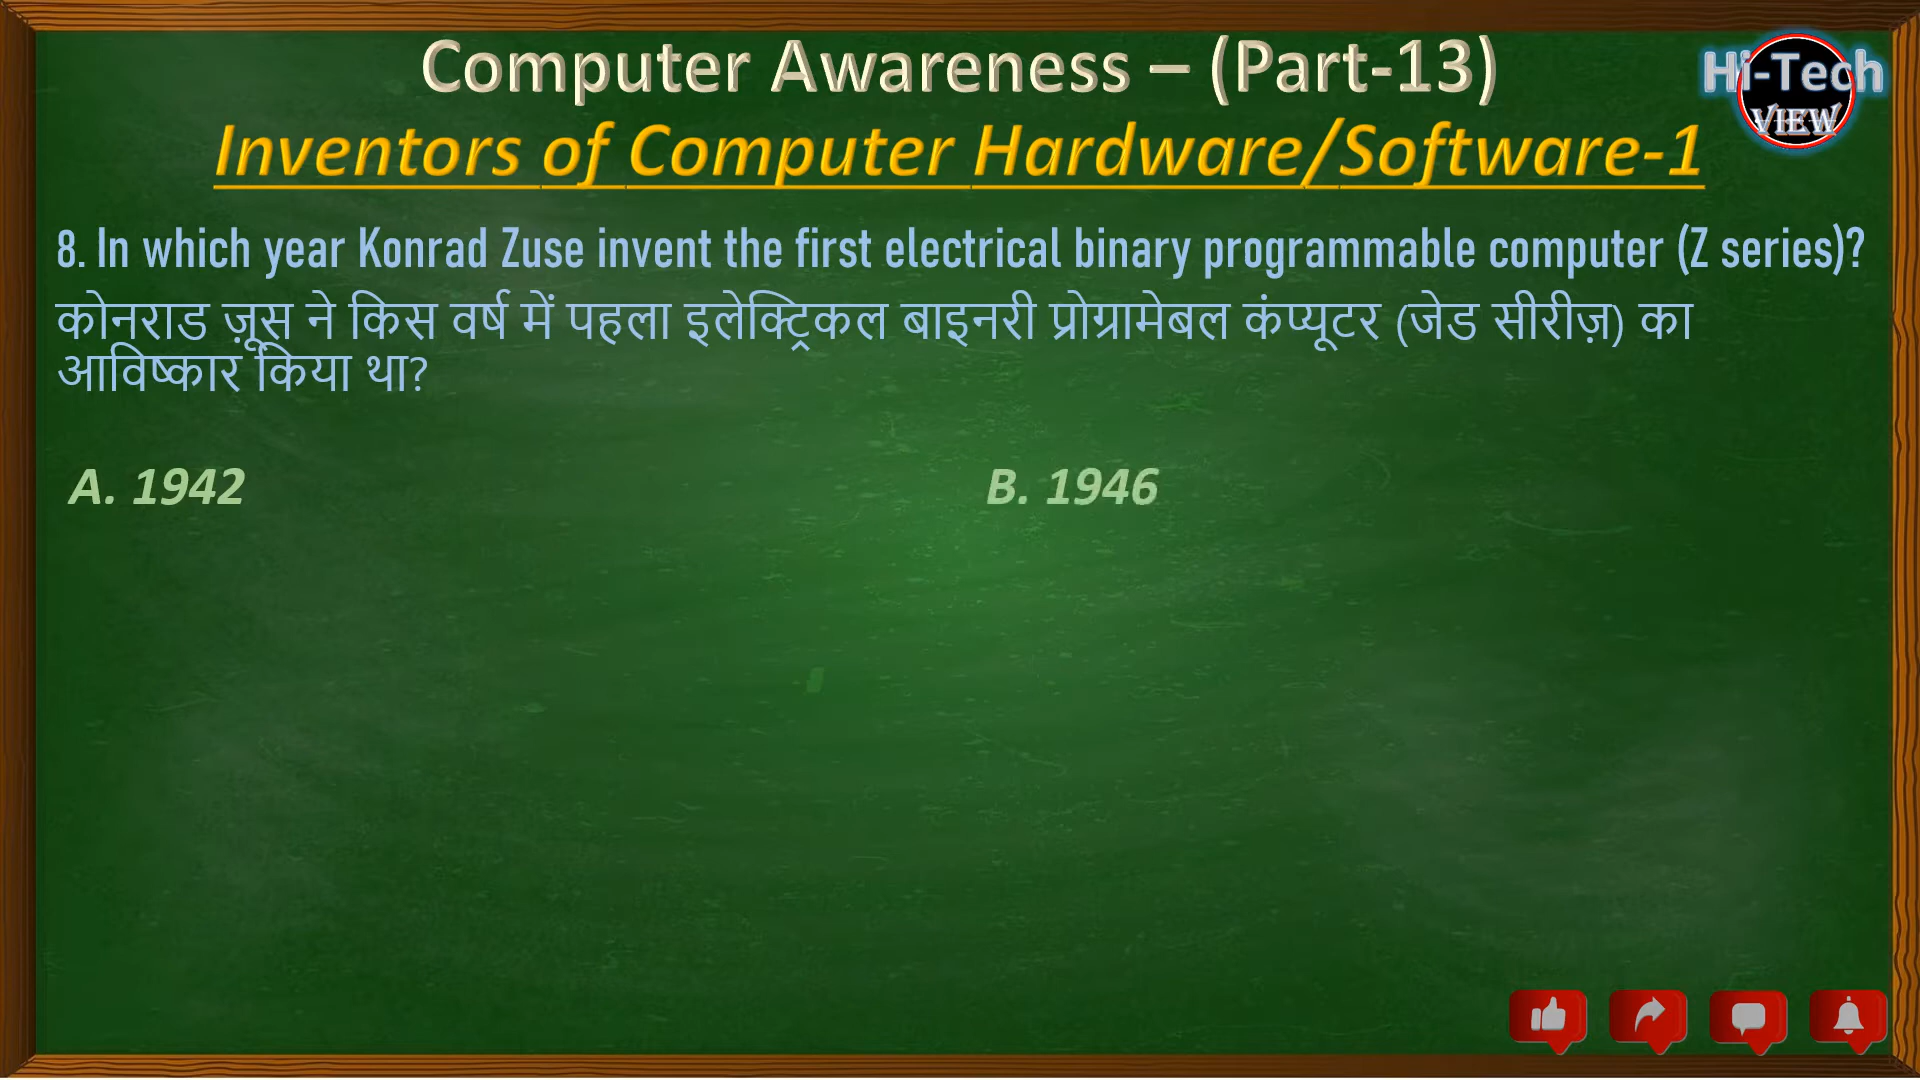 Computer Awareness – (Part-13)
Hi-Tech
VIEW
Inventors of Computer Hardware/Software-1
8. In which year Konrad Zuse invent the first electrical binary programmable computer (Z series)?
कोनराड ज़ूस ने किस वर्ष में पहला इलेक्ट्रिकल बाइनरी प्रोग्रामेबल कंप्यूटर (जेड सीरीज़) का
आविष्कार किया था?
A. 1942
B. 1946